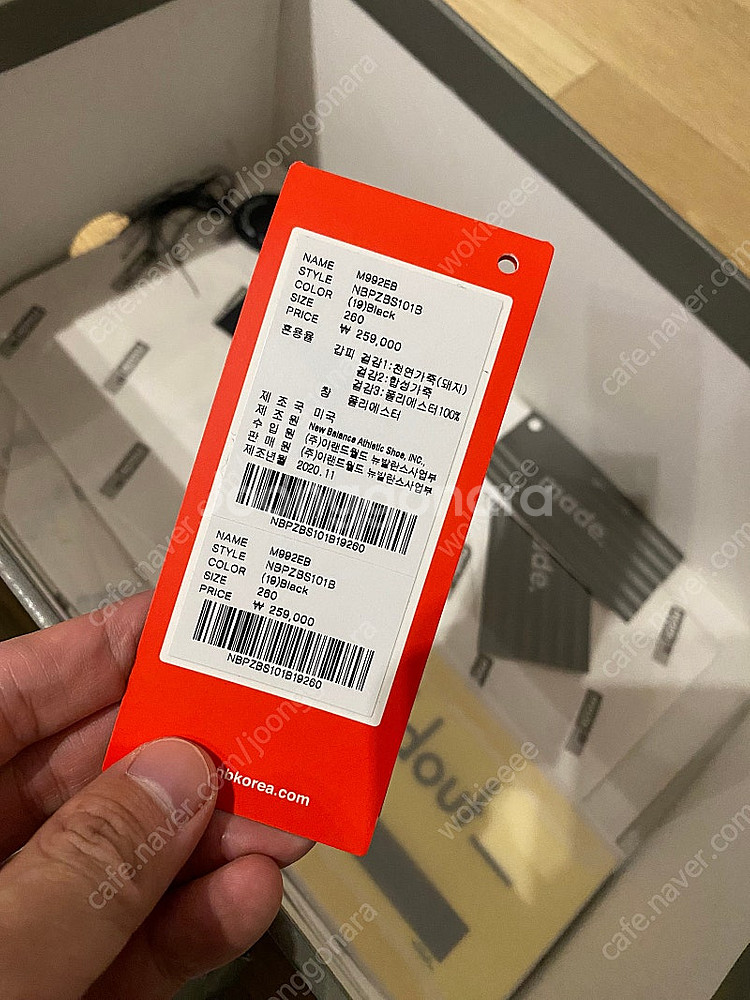 NAME M992EB
STYLE NBPZBS101B
COLOR (19)Black
SIZE 260
PRICE ₩ 259,000
혼용율 갑피 겉감1:천연가죽(돼지)
겉감2:합성가죽
겉감3:폴리에스터100%
창 폴리에스터
제 조 국 미국
제 조 원 New Balance Athletic Shoe, INC.,
수 입 원 (주)이랜드월드 뉴발란스사업부
판 매 원 (주)이랜드월드 뉴발란스사업부
제조년월 2020.11
NBPZBS101B19260
NAME M992EB
STYLE NBPZBS101B
COLOR (19)Black
SIZE 260
PRICE ₩ 259,000
NBPZBS101B19260
nbkorea.com
made.
doub
joonggonara
cafe.naver.com/joonggonara
wokieeee